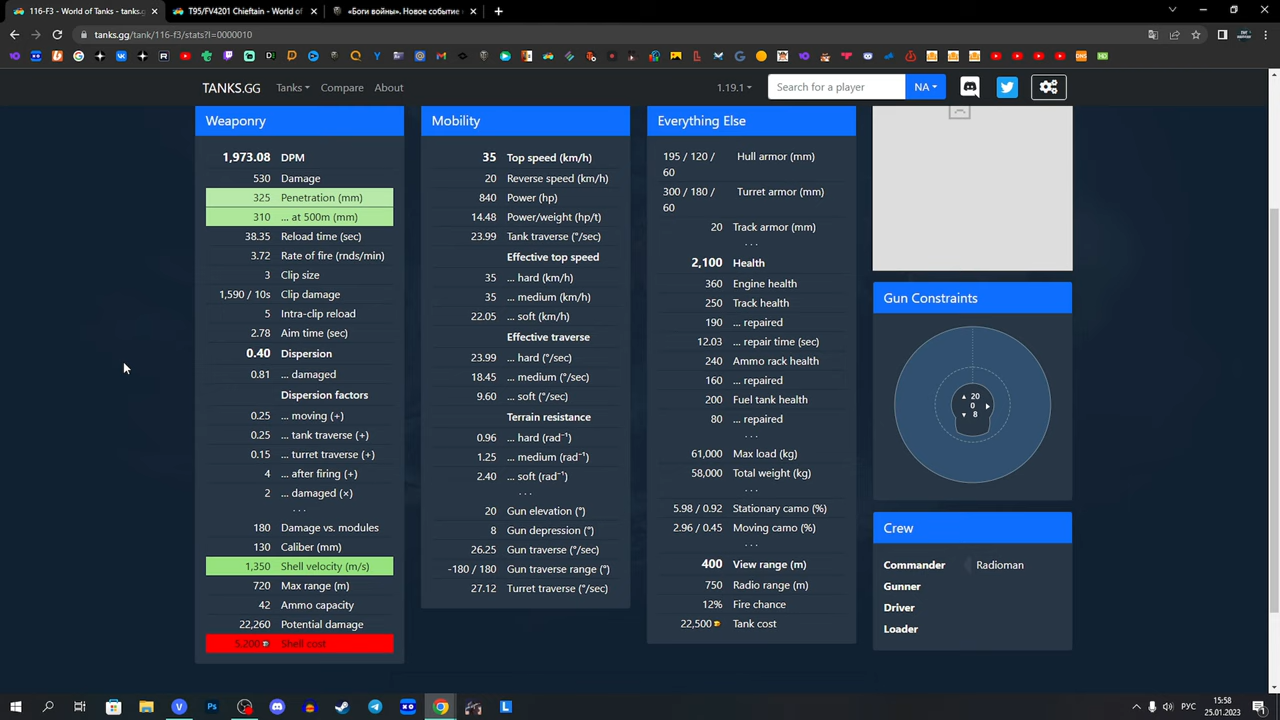 116-F3 - World of Tanks - tanks.g
T95/FV4201 Chieftain - World of
«Боги войны». Новое событие
tanks.gg/tank/116-f3/stats?l=0000010
TANKS.GG
Tanks
Compare
About
1.19.1
Search for a player
NA
Weaponry
1,973.08 DPM
530 Damage
325 Penetration (mm)
310 ... at 500m (mm)
38.35 Reload time (sec)
3.72 Rate of fire (rnds/min)
3 Clip size
1,590 / 10s Clip damage
5 Intra-clip reload
2.78 Aim time (sec)
0.40 Dispersion
0.81 ... damaged
Dispersion factors
0.25 ... moving (+)
0.25 ... tank traverse (+)
0.15 ... turret traverse (+)
4 ... after firing (+)
2 ... damaged (×)
...
180 Damage vs. modules
130 Caliber (mm)
1,350 Shell velocity (m/s)
720 Max range (m)
42 Ammo capacity
22,260 Potential damage
5,200 Shell cost
Mobility
35 Top speed (km/h)
20 Reverse speed (km/h)
840 Power (hp)
14.48 Power/weight (hp/t)
23.99 Tank traverse (°/sec)
Effective top speed
35 ... hard (km/h)
35 ... medium (km/h)
22.05 ... soft (km/h)
Effective traverse
23.99 ... hard (°/sec)
18.45 ... medium (°/sec)
9.60 ... soft (°/sec)
Terrain resistance
0.96 ... hard (rad⁻¹)
1.25 ... medium (rad⁻¹)
2.40 ... soft (rad⁻¹)
...
20 Gun elevation (°)
8 Gun depression (°)
26.25 Gun traverse (°/sec)
-180 / 180 Gun traverse range (°)
27.12 Turret traverse (°/sec)
Everything Else
195 / 120 / 60 Hull armor (mm)
300 / 180 / 60 Turret armor (mm)
20 Track armor (mm)
...
2,100 Health
360 Engine health
250 Track health
190 ... repaired
12.03 ... repair time (sec)
240 Ammo rack health
160 ... repaired
200 Fuel tank health
80 ... repaired
...
61,000 Max load (kg)
58,000 Total weight (kg)
...
5.98 / 0.92 Stationary camo (%)
2.96 / 0.45 Moving camo (%)
...
400 View range (m)
750 Radio range (m)
12% Fire chance
22,500 Tank cost
Gun Constraints
20
0
8
Crew
Commander Radioman
Gunner
Driver
Loader
РУС
15:58
25.01.2023